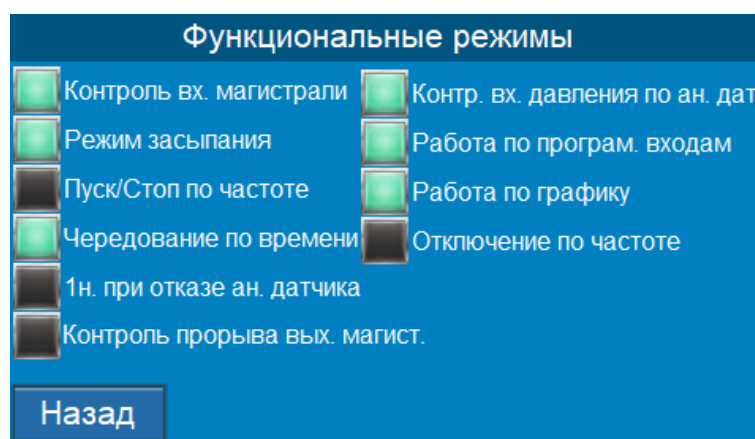 Функциональные режимы
Контроль вх. магистрали
Контр. вх. давления по ан. дат
Режим засыпания
Работа по програм. входам
Пуск/Стоп по частоте
Работа по графику
Чередование по времени
Отключение по частоте
1н. при отказе ан. датчика
Контроль прорыва вых. магист.
Назад